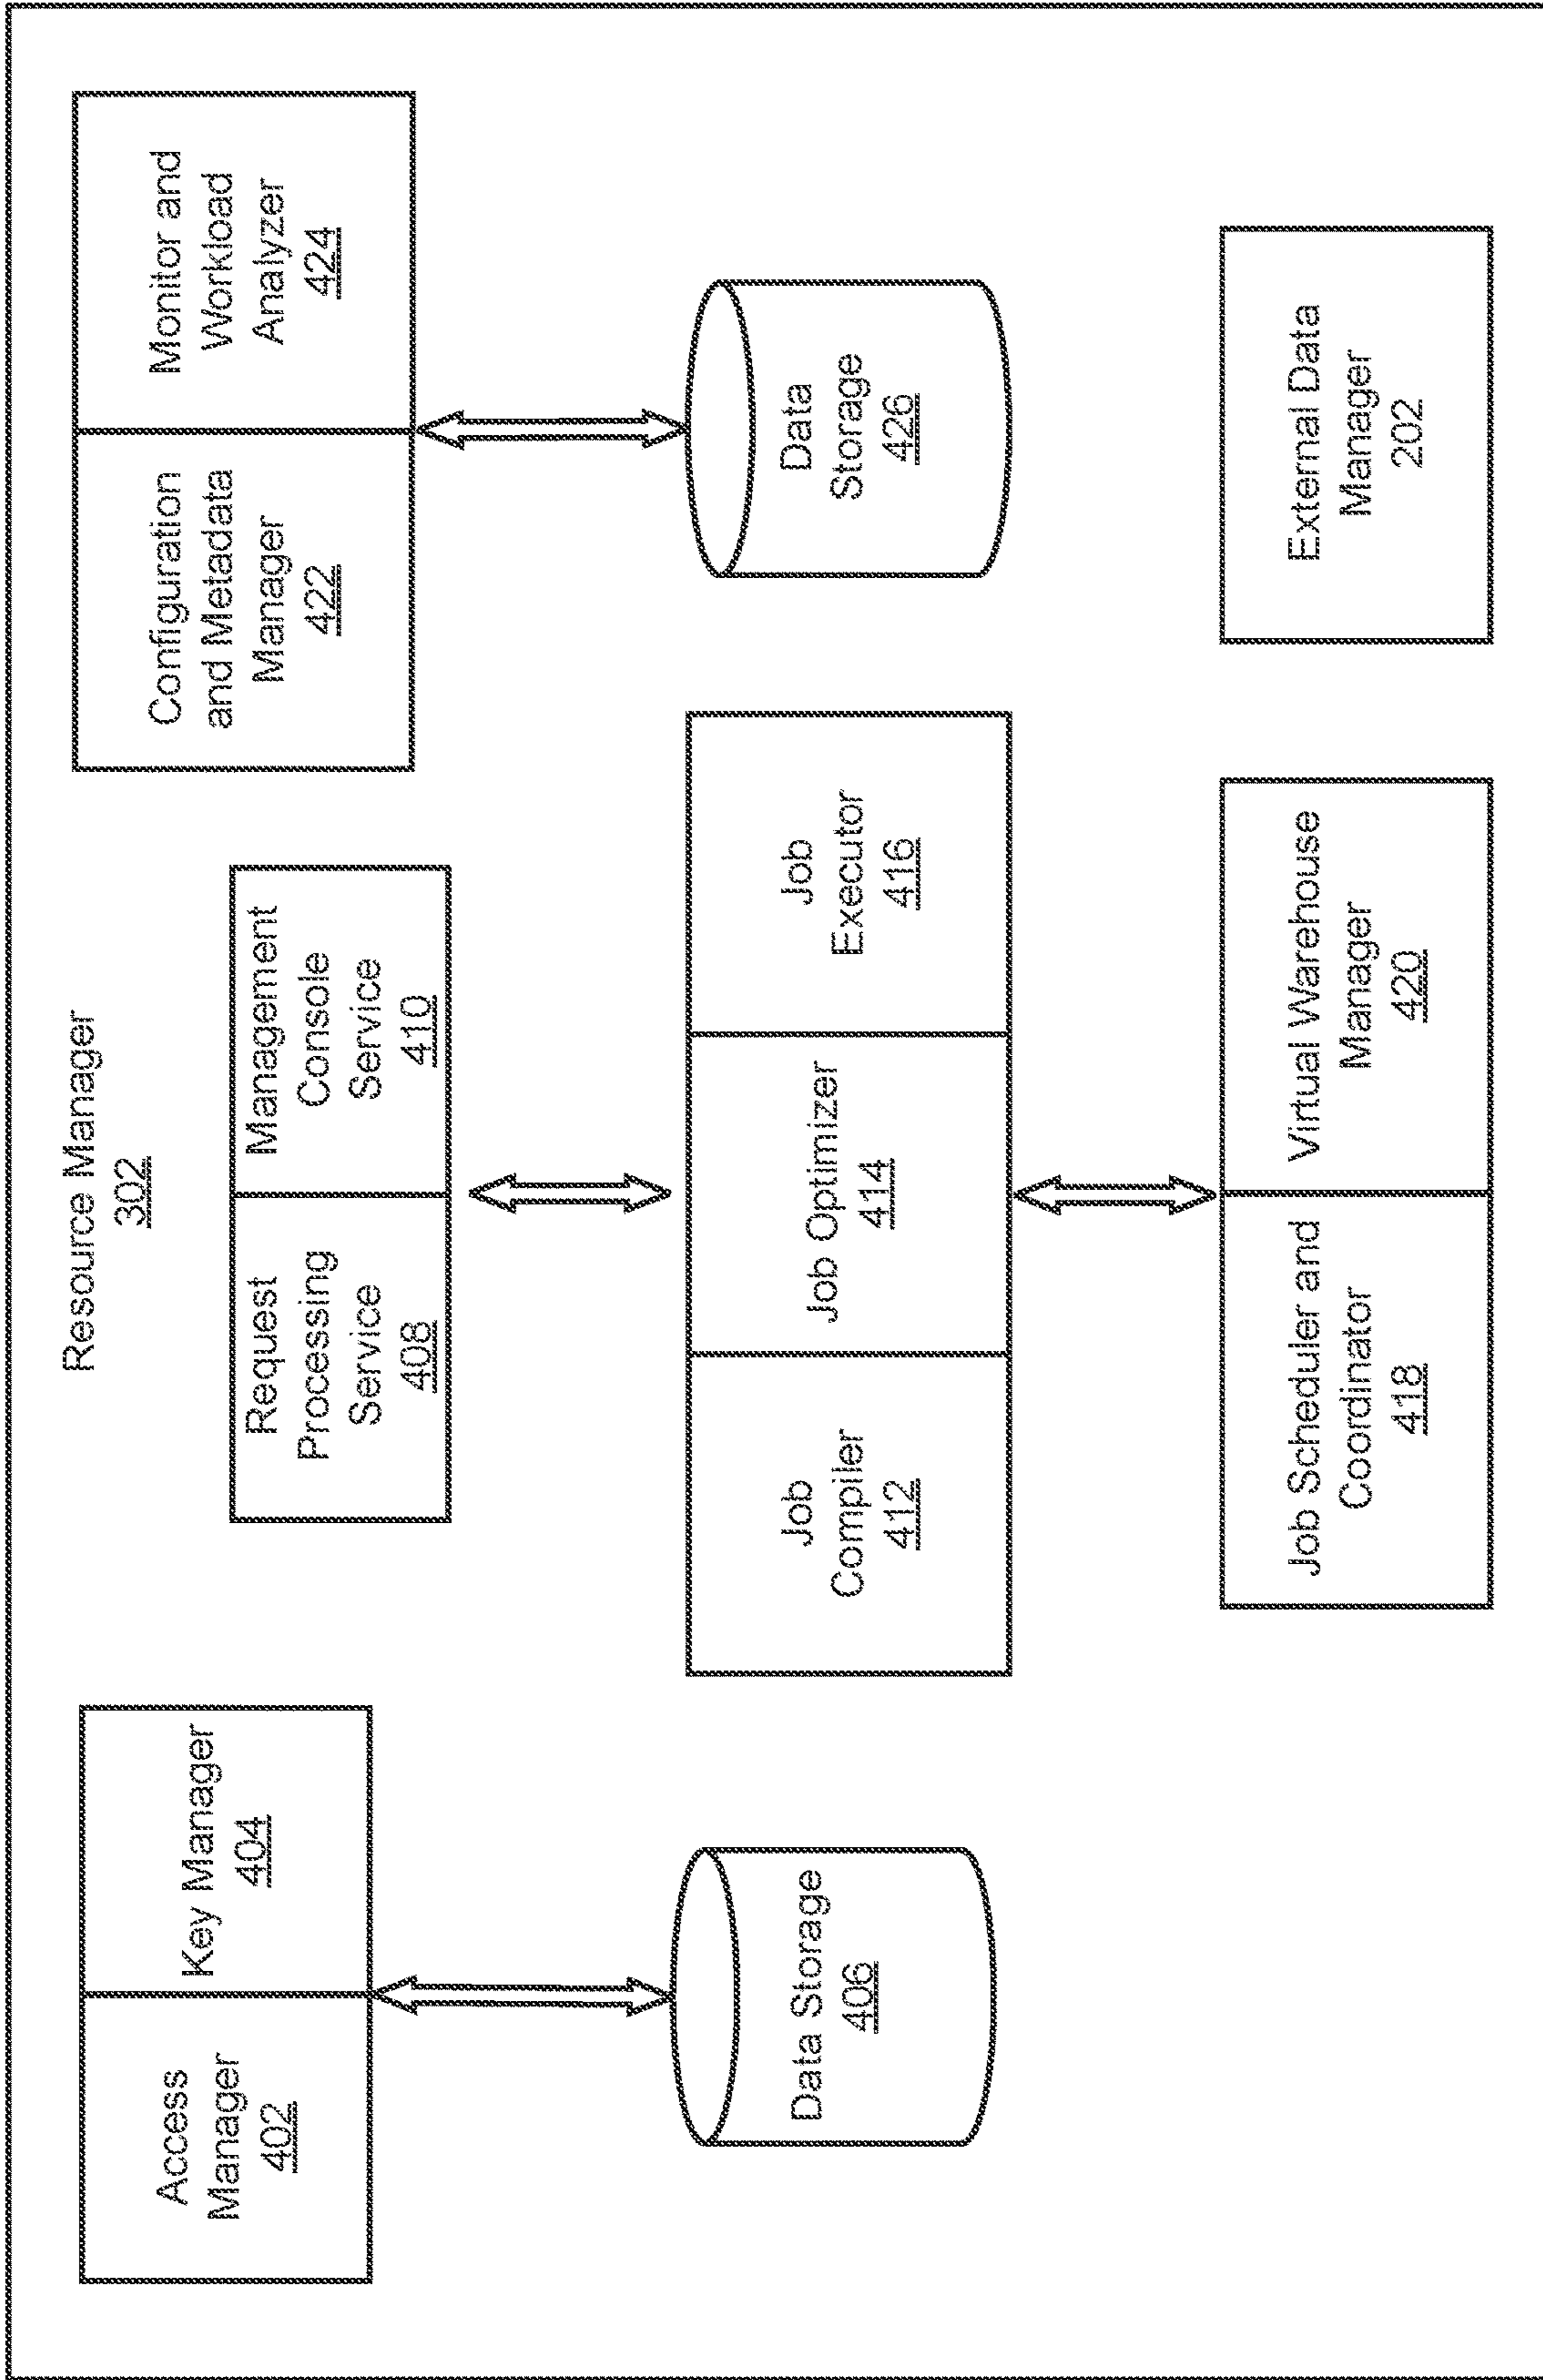 Resource Manager
302
Access
Manager
402
Key Manager
404
Request
Processing
Service
408
Management
Console
Service
410
Configuration
and Metadata
Manager
422
Monitor and
Workload
Analyzer
424
Data Storage
406
Job
Compiler
412
Job Optimizer
414
Job
Executor
416
Data
Storage
426
Job Scheduler and
Coordinator
418
Virtual Warehouse
Manager
420
External Data
Manager
202